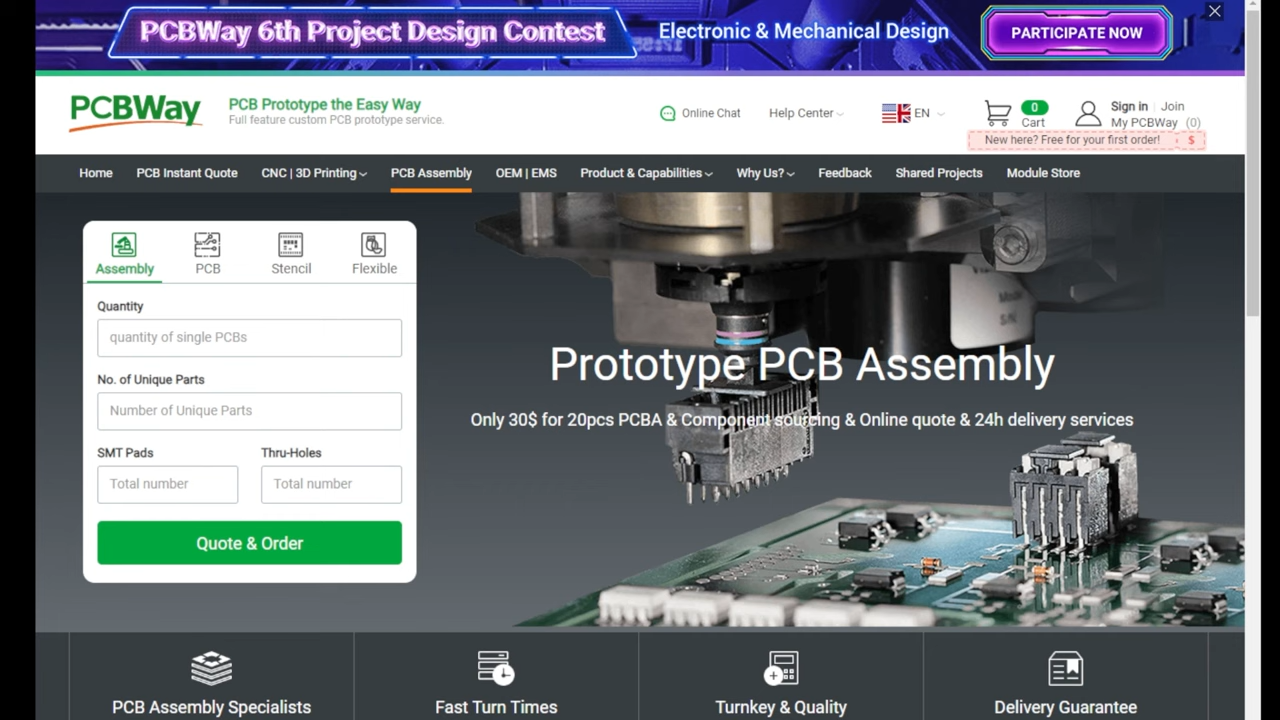 PCBWay 6th Project Design Contest
Electronic & Mechanical Design
PARTICIPATE NOW
PCBWay
PCB Prototype the Easy Way
Full feature custom PCB prototype service.
Online Chat
Help Center
EN
0
Cart
Sign in | Join
My PCBWay (0)
New here? Free for your first order!
$
Home
PCB Instant Quote
CNC | 3D Printing
PCB Assembly
OEM | EMS
Product & Capabilities
Why Us?
Feedback
Shared Projects
Module Store
Assembly
PCB
Stencil
Flexible
Quantity
quantity of single PCBs
No. of Unique Parts
Number of Unique Parts
SMT Pads
Thru-Holes
Total number
Total number
Quote & Order
Model
S/N
Prototype PCB Assembly
Only 30$ for 20pcs PCBA & Component sourcing & Online quote & 24h delivery services
PCB Assembly Specialists
Fast Turn Times
Turnkey & Quality
Delivery Guarantee